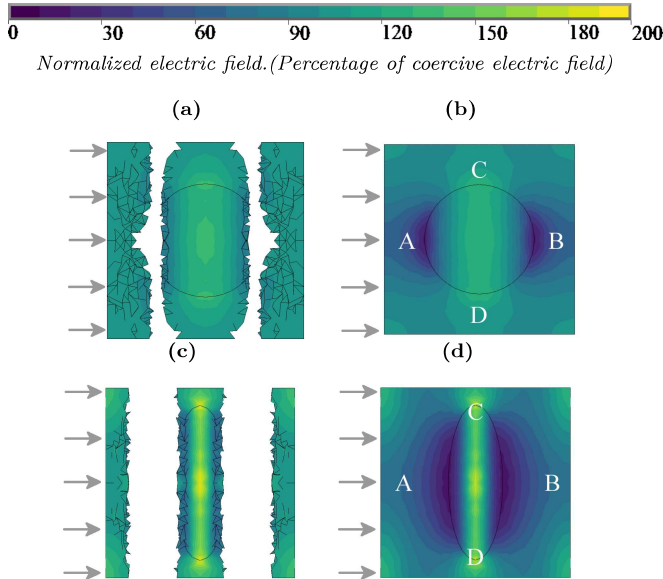 0 30 60 90 120 150 180 200
Normalized electric field.(Percentage of coercive electric field)
(a) (b)
C
A B
D
(c) (d)
C
A B
D